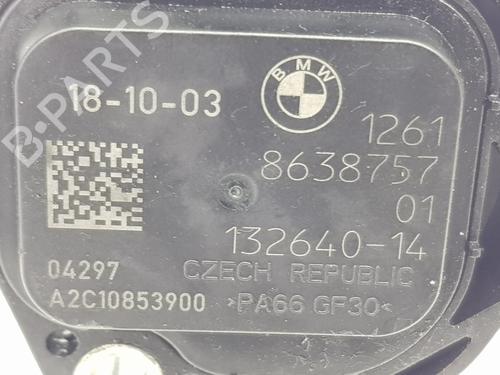 BMW
18-10-03
1261
8638757
01
132640-14
04297
CZECH REPUBLIC
A2C10853900
>PA66 GF30<
B-PARTS